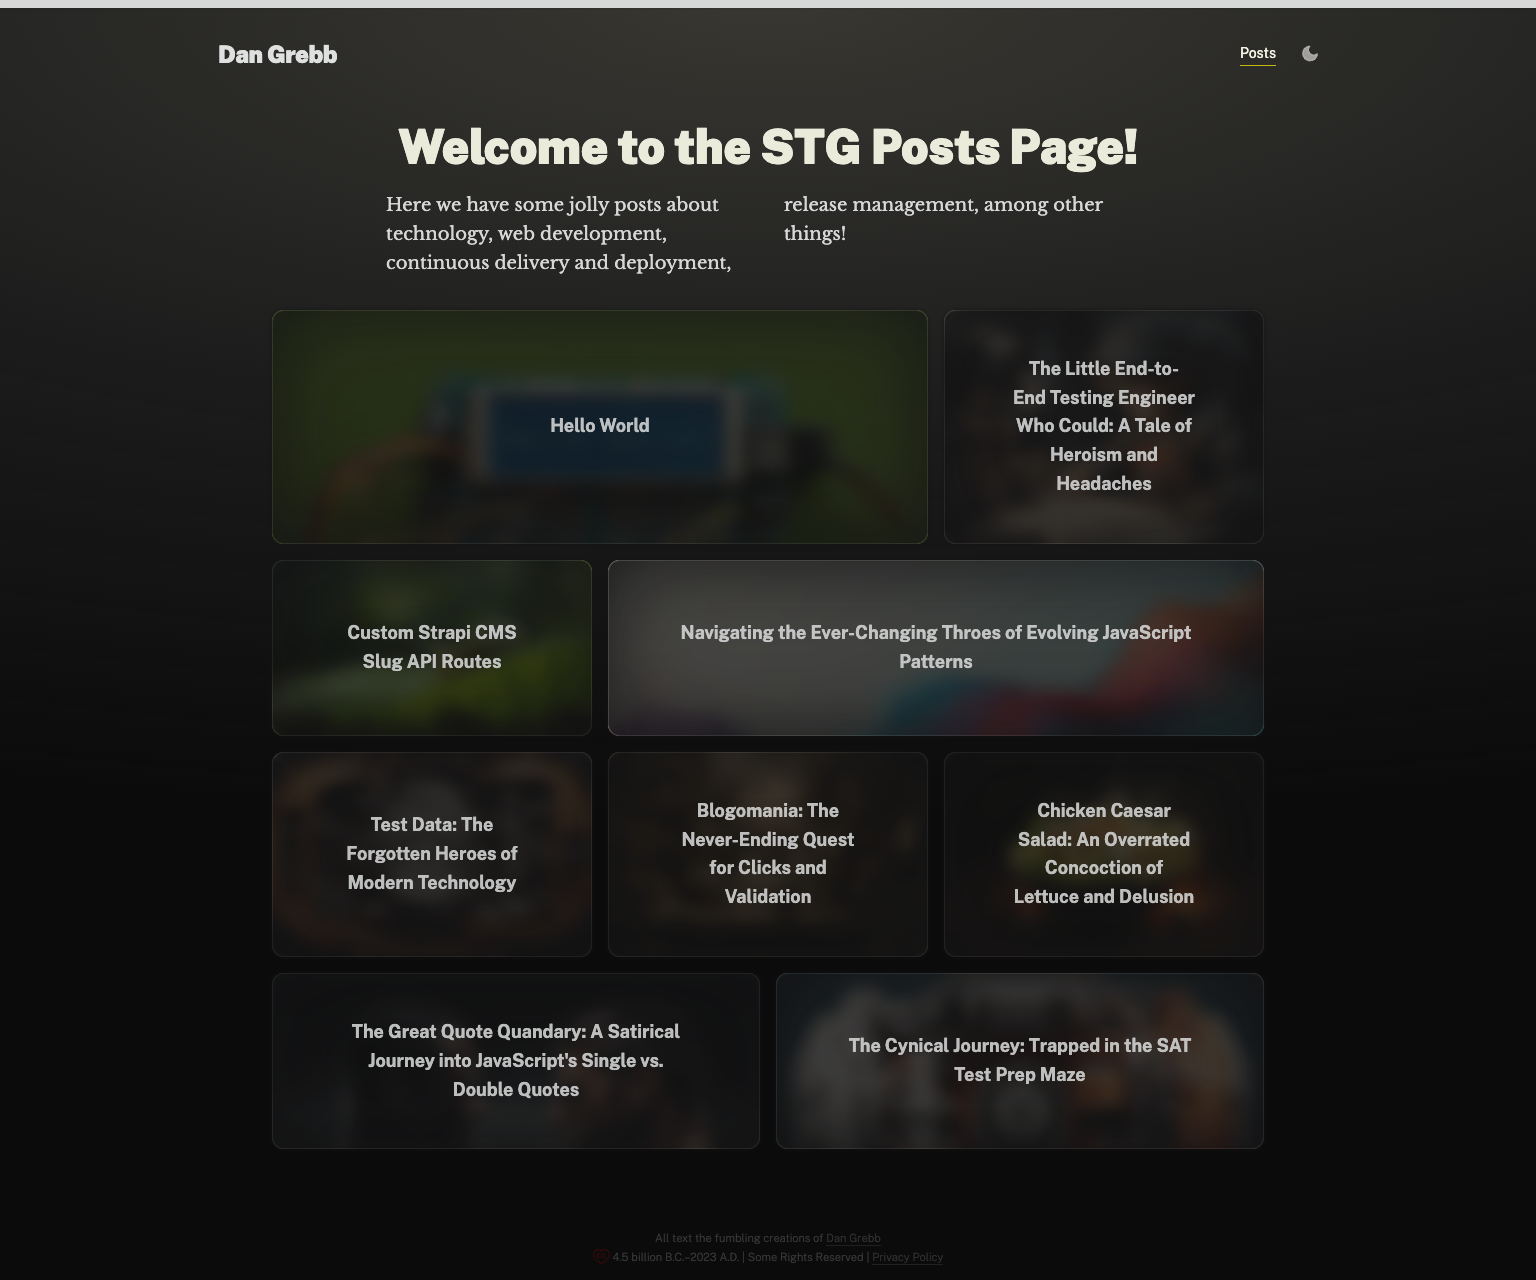 Dan Grebb
Posts
Welcome to the STG Posts Page!
Here we have some jolly posts about
technology, web development,
continuous delivery and deployment,
release management, among other
things!
Hello World
The Little End-to-
End Testing Engineer
Who Could: A Tale of
Heroism and
Headaches
Custom Strapi CMS
Slug API Routes
Navigating the Ever-Changing Throes of Evolving JavaScript
Patterns
Test Data: The
Forgotten Heroes of
Modern Technology
Blogomania: The
Never-Ending Quest
for Clicks and
Validation
Chicken Caesar
Salad: An Overrated
Concoction of
Lettuce and Delusion
The Great Quote Quandary: A Satirical
Journey into JavaScript's Single vs.
Double Quotes
The Cynical Journey: Trapped in the SAT
Test Prep Maze
All text the fumbling creations of Dan Grebb
4.5 billion B.C.–2023 A.D. | Some Rights Reserved | Privacy Policy